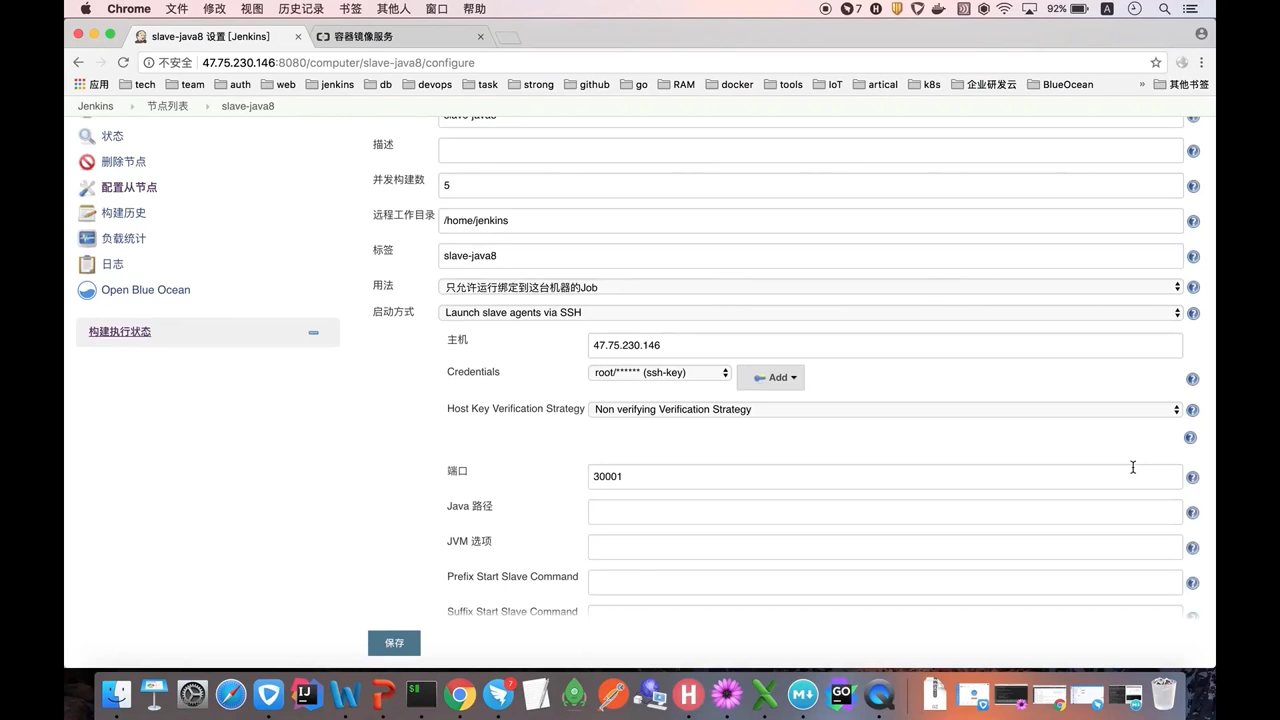 Chrome 文件 修改 视图 历史记录 书签 其他人 窗口 帮助 7 92% A
slave-java8 设置 [Jenkins] 容器镜像服务
不安全 47.75.230.146:8080/computer/slave-java8/configure
应用 tech team auth web jenkins db devops task strong github go RAM docker tools IoT artical k8s 企业研发云 BlueOcean » 其他书签
Jenkins 节点列表 slave-java8
slave-java8
状态
描述
删除节点
并发构建数 5
配置从节点
构建历史
远程工作目录 /home/jenkins
负载统计
标签 slave-java8
日志
用法 只允许运行绑定到这台机器的Job
Open Blue Ocean
启动方式 Launch slave agents via SSH
构建执行状态
主机 47.75.230.146
Credentials root/****** (ssh-key) Add
Host Key Verification Strategy Non verifying Verification Strategy
端口 30001
Java 路径
JVM 选项
Prefix Start Slave Command
Suffix Start Slave Command
保存
7
GO